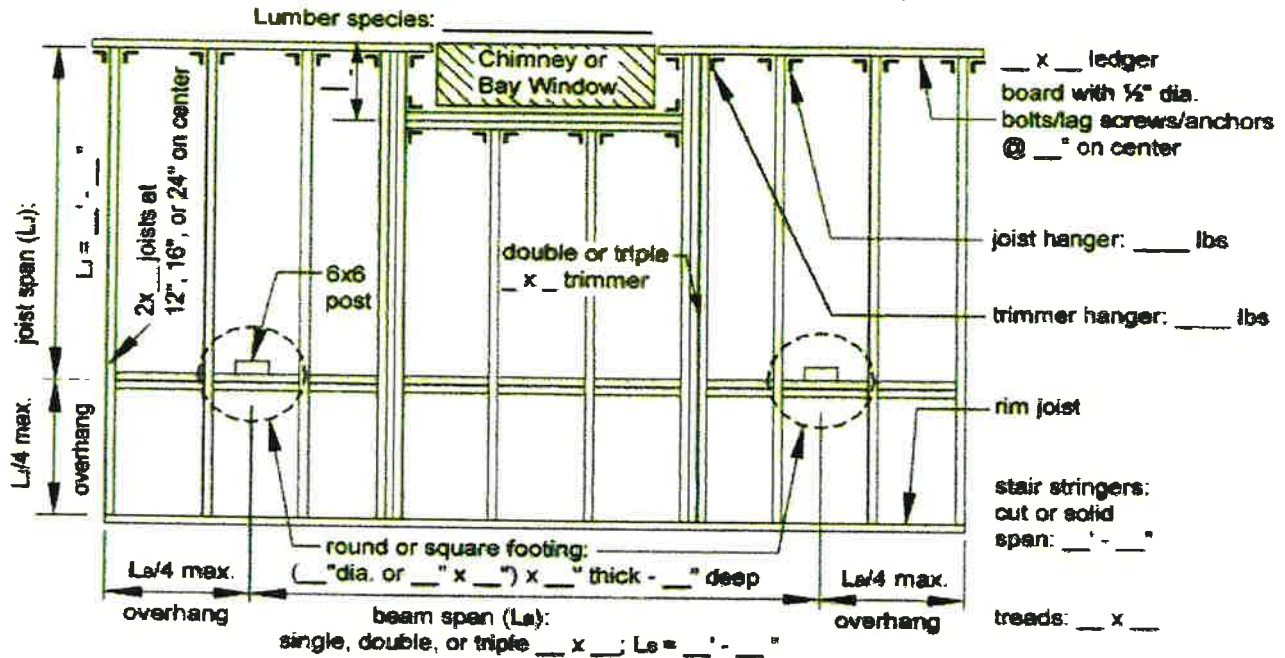 Lumber species: ____________
Chimney or
Bay Window
__'
__ x __ ledger
board with ½" dia.
bolts/lag screws/anchors
@ __" on center
joist span (LJ):
LJ = __' - __"
2x__ joists at
12", 16", or 24" on center
6x6
post
double or triple
_ x _ trimmer
joist hanger: ____ lbs
trimmer hanger: ____ lbs
LJ/4 max.
overhang
rim joist
stair stringers:
cut or solid
span: __' - __"
round or square footing:
(__"dia. or __" x __") x __" thick - __" deep
LB/4 max.
overhang
LB/4 max.
overhang
beam span (LB):
single, double, or triple __ x __; LB = __' - __"
treads: __ x __